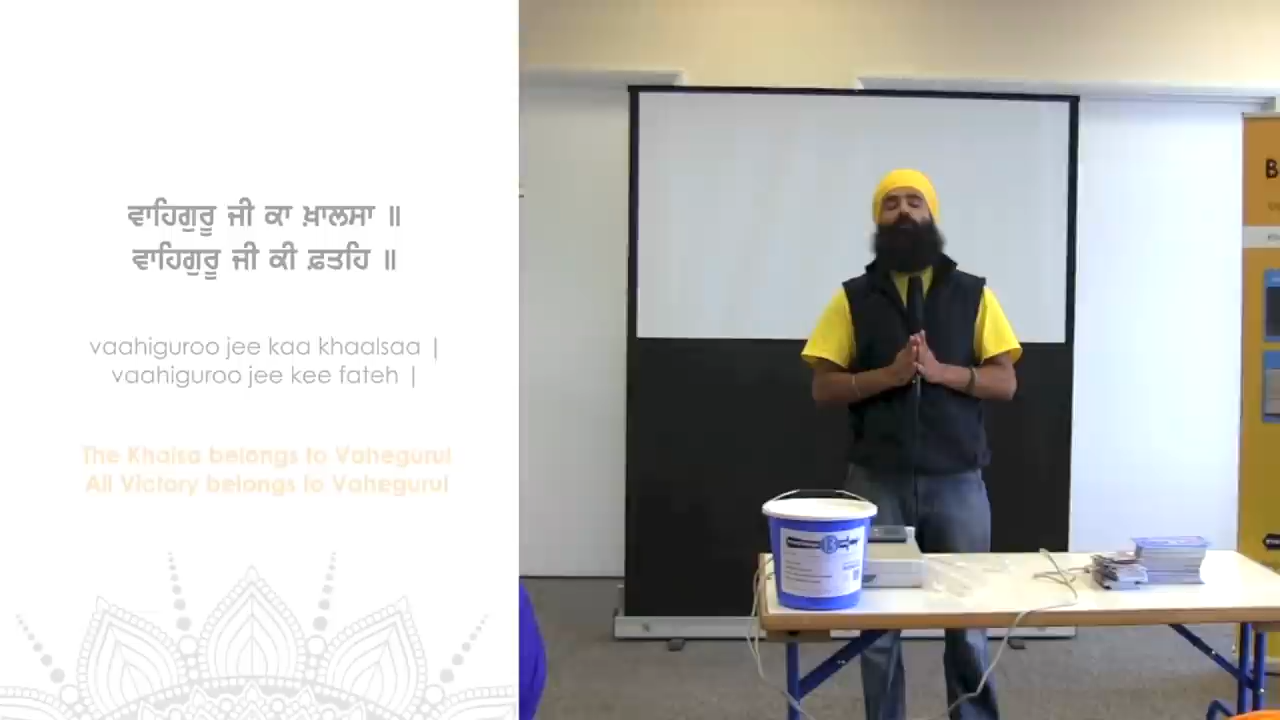 ਵਾਹਿਗੁਰੂ ਜੀ ਕਾ ਖ਼ਾਲਸਾ ॥
ਵਾਹਿਗੁਰੂ ਜੀ ਕੀ ਫ਼ਤਹਿ ॥
vaahiguroo jee kaa khaalsaa |
vaahiguroo jee kee fateh |
The Khalsa belongs to Vaheguru!
All Victory belongs to Vaheguru!
B